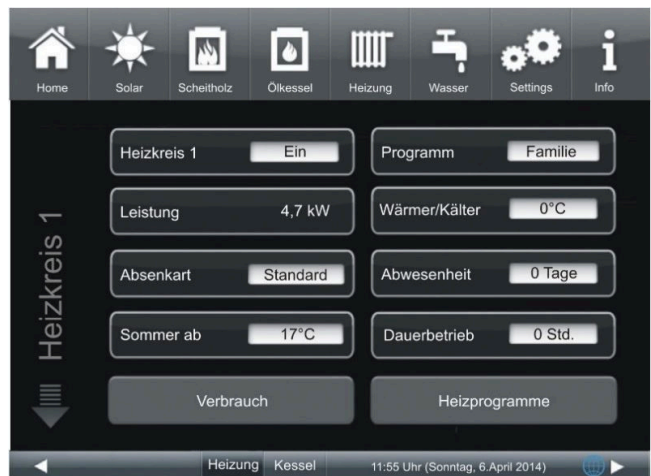 Home Solar Scheitholz Ölkessel Heizung Wasser Settings Info
Heizkreis 1
Heizkreis 1 Ein
Programm Familie
Leistung 4,7 kW
Wärmer/Kälter 0°C
Absenkart Standard
Abwesenheit 0 Tage
Sommer ab 17°C
Dauerbetrieb 0 Std.
Verbrauch
Heizprogramme
Heizung Kessel 11:55 Uhr (Sonntag, 6.April 2014)